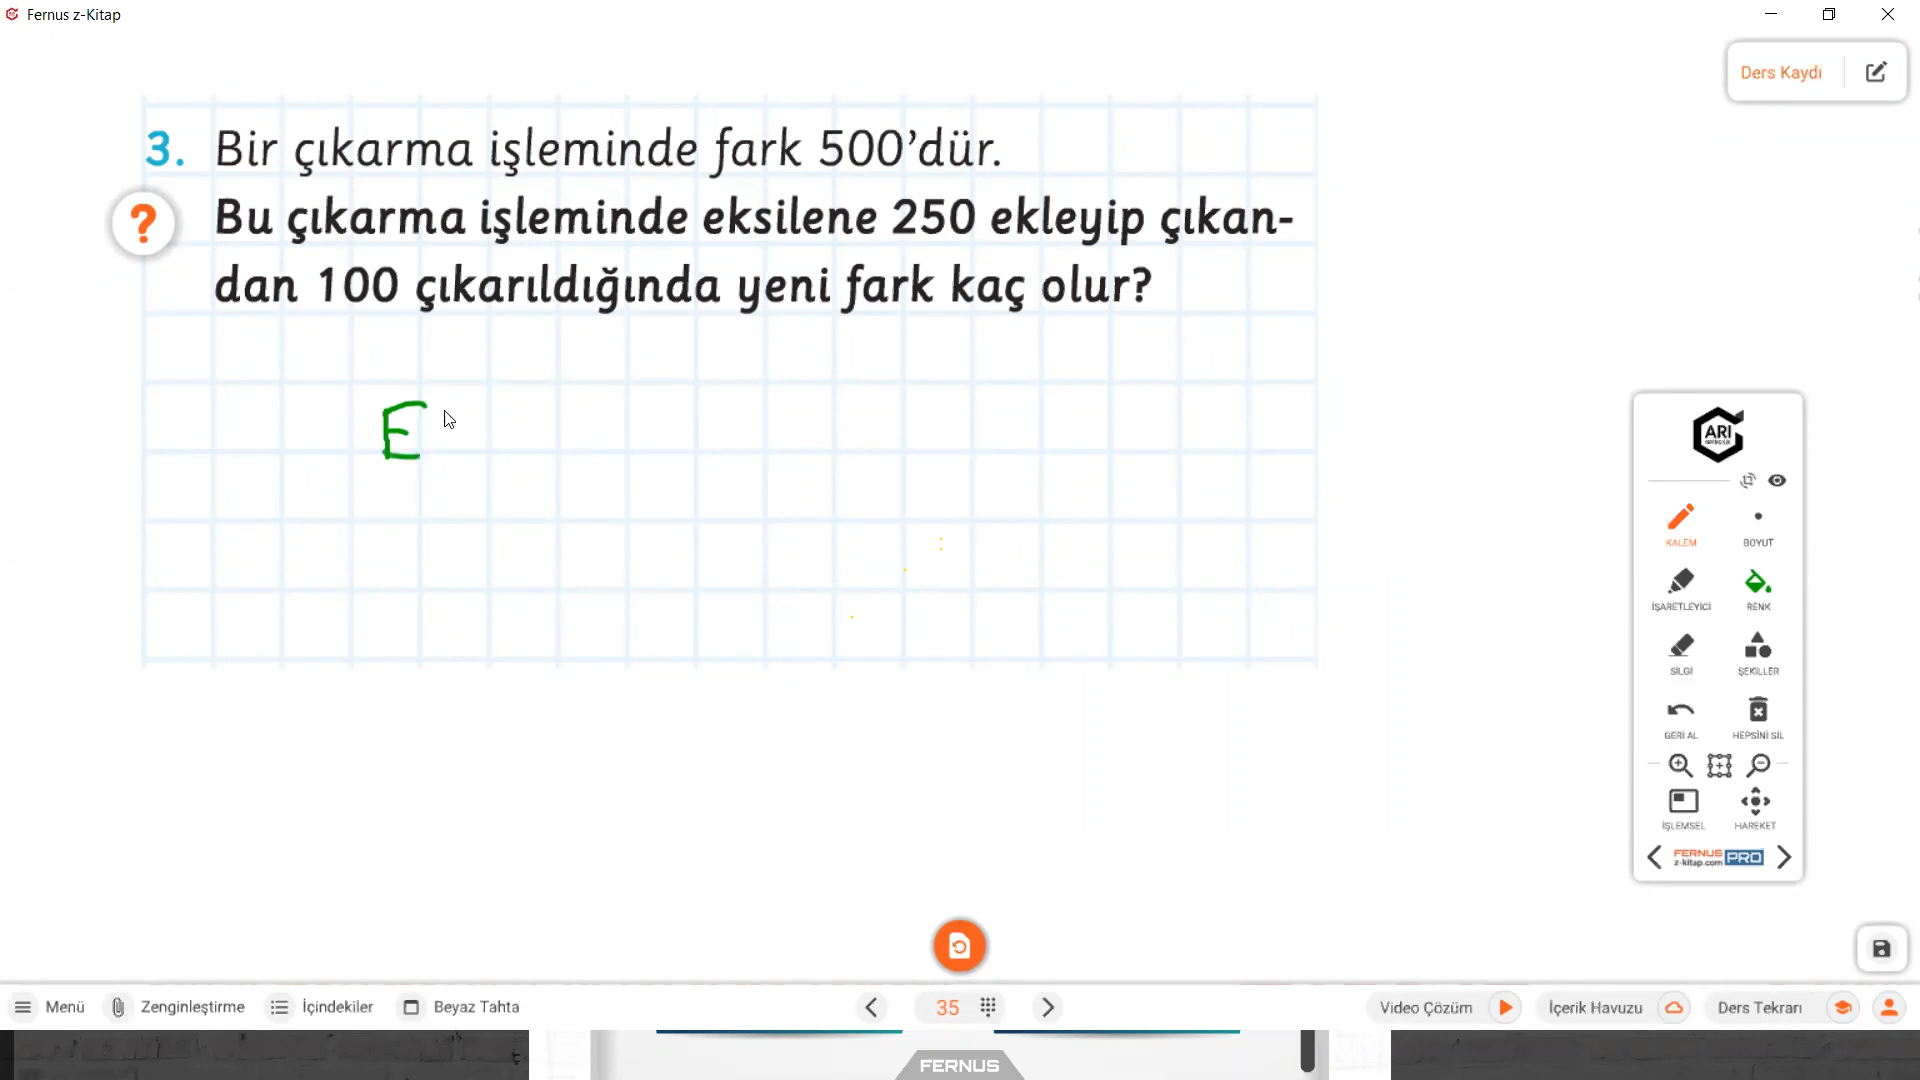 Fernus z-Kitap
Ders Kaydı
3. Bir çıkarma işleminde fark 500’dür.
?
Bu çıkarma işleminde eksilene 250 ekleyip çıkan-
dan 100 çıkarıldığında yeni fark kaç olur?
E
ARI
KALEM BOYUT
İŞARETLEYİCİ RENK
SİLGİ ŞEKİLLER
GERİ AL HEPSİNİ SİL
İŞLEMSEL HAREKET
FERNUS
z-kitap.com PRO
Menü Zenginleştirme İçindekiler Beyaz Tahta 35 Video Çözüm İçerik Havuzu Ders Tekrarı
FERNUS